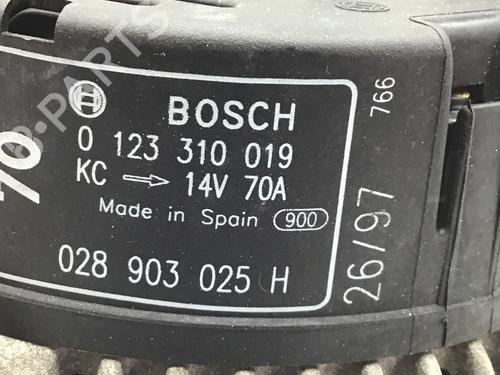 BOSCH
0 123 310 019
KC → 14V 70A
Made in Spain 900
028 903 025 H
70
766
26/97